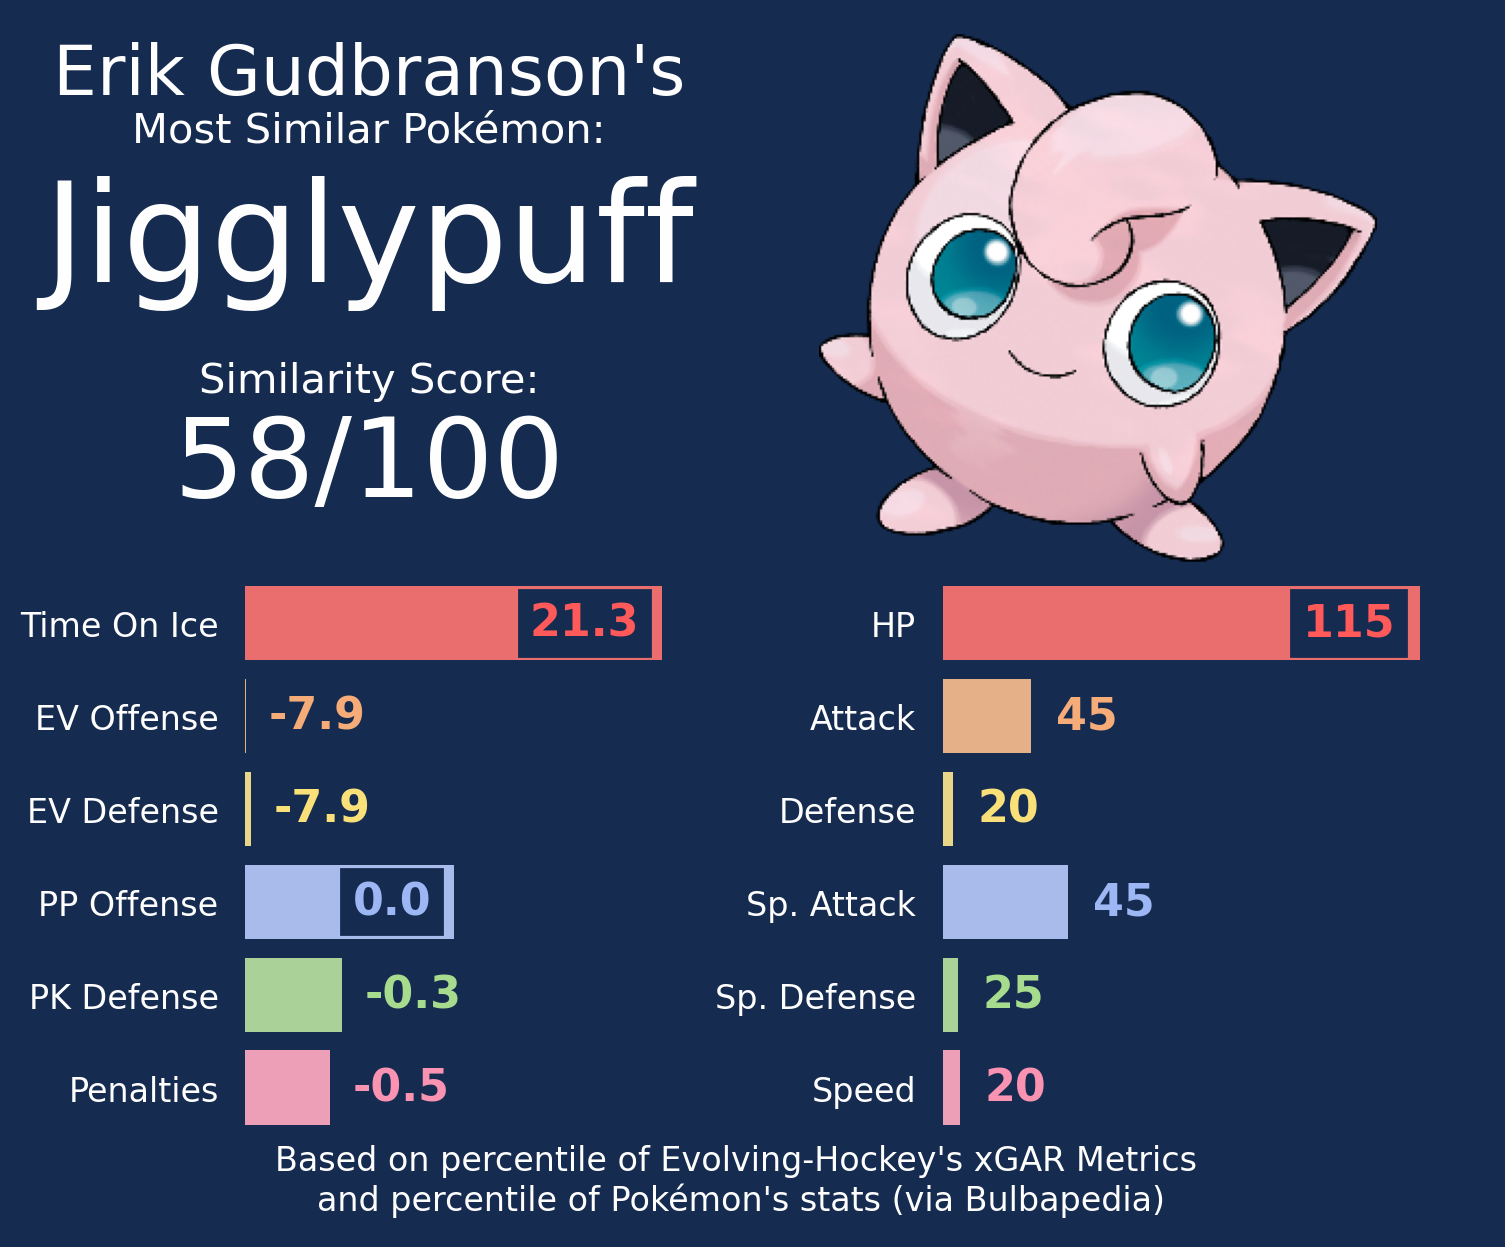 Erik Gudbranson's
Most Similar Pokémon:
Jigglypuff
Similarity Score:
58/100
Time On Ice 21.3
EV Offense -7.9
EV Defense -7.9
PP Offense 0.0
PK Defense -0.3
Penalties -0.5
HP 115
Attack 45
Defense 20
Sp. Attack 45
Sp. Defense 25
Speed 20
Based on percentile of Evolving-Hockey's xGAR Metrics
and percentile of Pokémon's stats (via Bulbapedia)